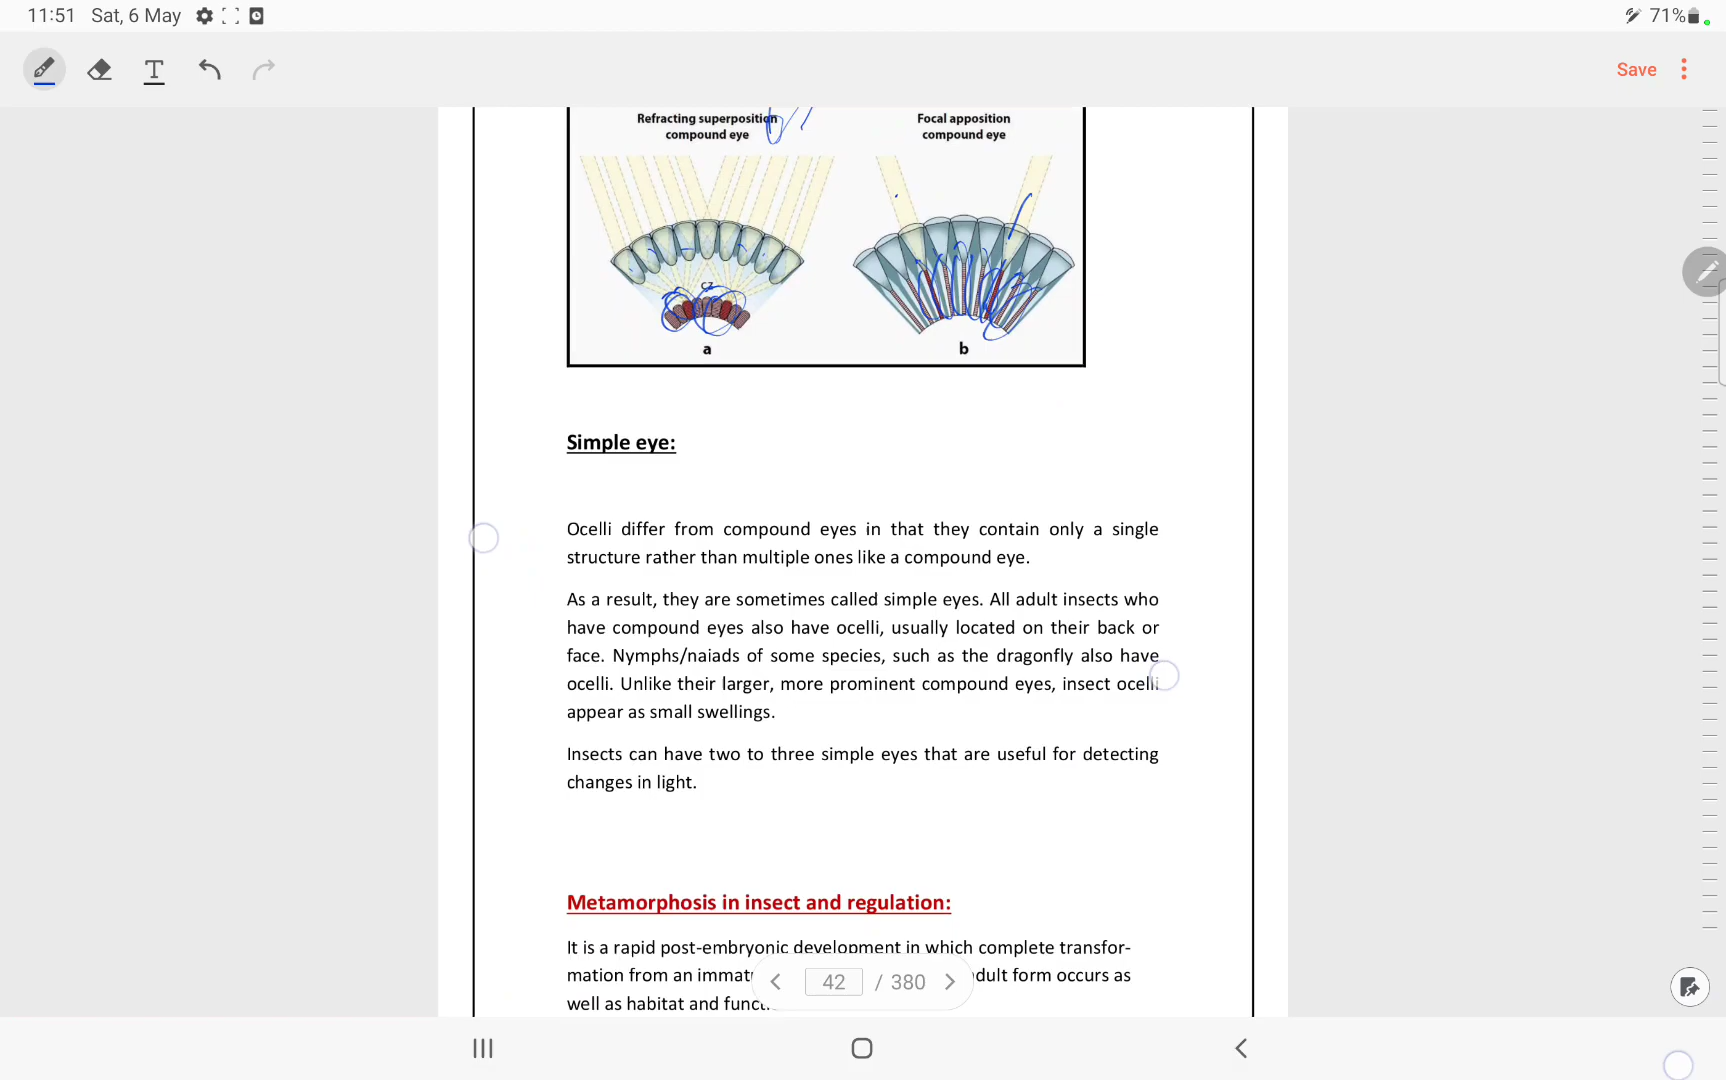 11:51 Sat, 6 May
71%
T
Save
Refracting superposition
compound eye
Focal apposition
compound eye
cz
a
b
Simple eye:
Ocelli differ from compound eyes in that they contain only a single
structure rather than multiple ones like a compound eye.
As a result, they are sometimes called simple eyes. All adult insects who
have compound eyes also have ocelli, usually located on their back or
face. Nymphs/naiads of some species, such as the dragonfly also have
ocelli. Unlike their larger, more prominent compound eyes, insect ocelli
appear as small swellings.
Insects can have two to three simple eyes that are useful for detecting
changes in light.
Metamorphosis in insect and regulation:
It is a rapid post-embryonic development in which complete transfor-
mation from an adult form occurs as
well as habitat and
42 / 380